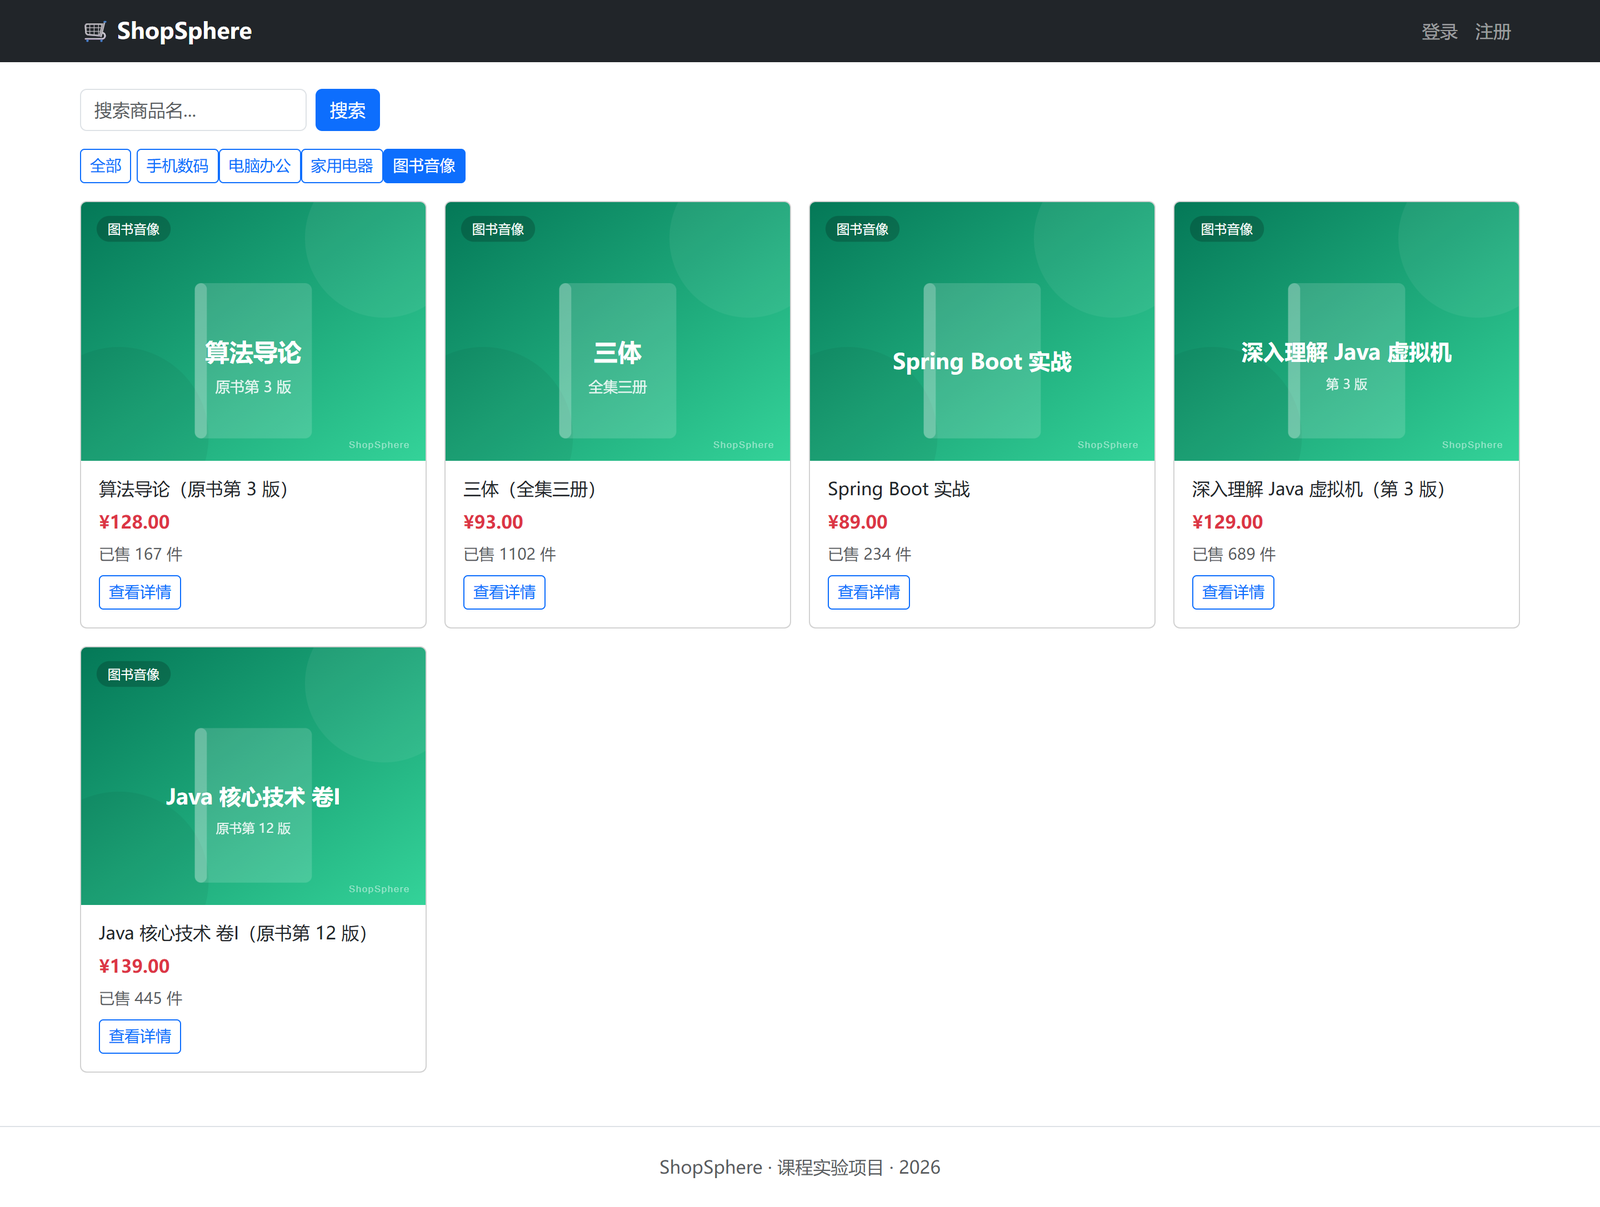 ShopSphere
登录 注册
搜索商品名... 搜索
全部 手机数码 电脑办公 家用电器 图书音像
图书音像
算法导论
原书第 3 版
ShopSphere
算法导论（原书第 3 版）
¥128.00
已售 167 件
查看详情
图书音像
三体
全集三册
ShopSphere
三体（全集三册）
¥93.00
已售 1102 件
查看详情
图书音像
Spring Boot 实战
ShopSphere
Spring Boot 实战
¥89.00
已售 234 件
查看详情
图书音像
深入理解 Java 虚拟机
第 3 版
ShopSphere
深入理解 Java 虚拟机（第 3 版）
¥129.00
已售 689 件
查看详情
图书音像
Java 核心技术 卷I
原书第 12 版
ShopSphere
Java 核心技术 卷I（原书第 12 版）
¥139.00
已售 445 件
查看详情
ShopSphere · 课程实验项目 · 2026